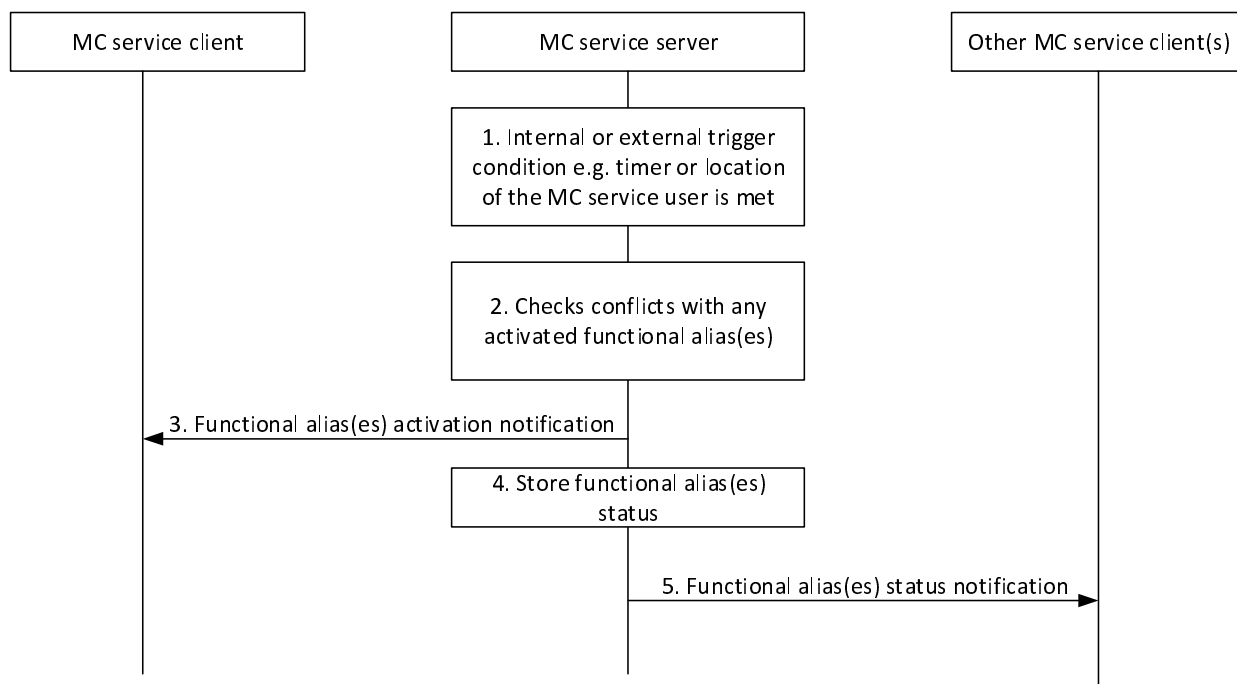 MC service client
MC service server
Other MC service client(s)
1. Internal or external trigger
condition e.g. timer or location
of the MC service user is met
2. Checks conflicts with any
activated functional alias(es)
3. Functional alias(es) activation notification
4. Store functional alias(es)
status
5. Functional alias(es) status notification